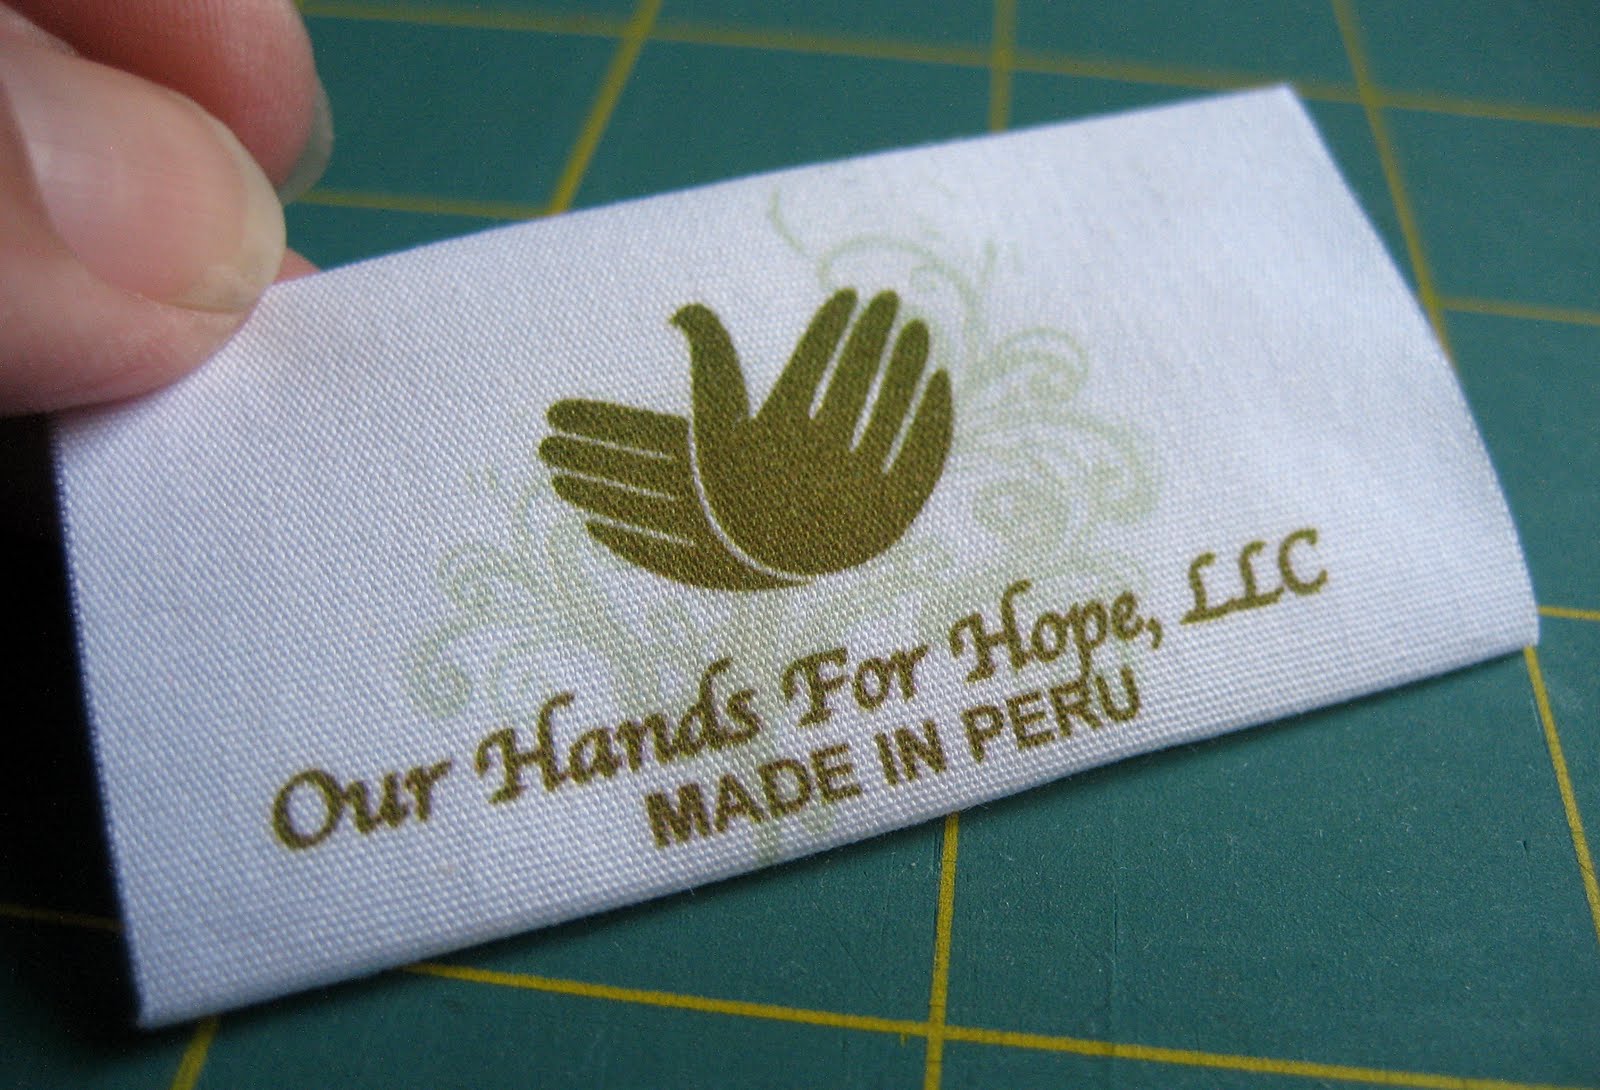 Our Hands For Hope, LLC
MADE IN PERU